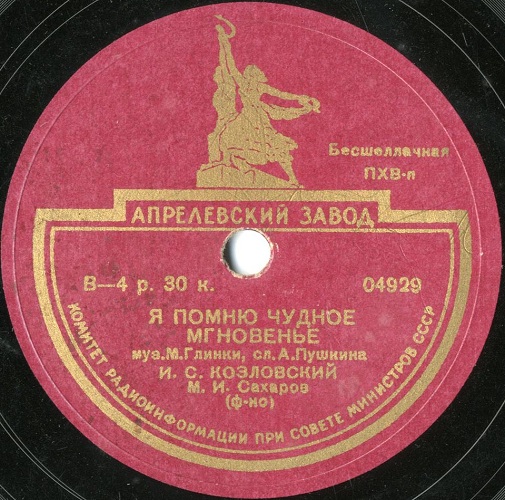 Бесшеллачная
ПХВ-п
АПРЕЛЕВСКИЙ ЗАВОД
В—4 р. 30 к.
04929
Я ПОМНЮ ЧУДНОЕ
МГНОВЕНЬЕ
муз.М.Глинки, сл.А.Пушкина
И. С. КОЗЛОВСКИЙ
М. И. Сахаров
(ф-но)
КОМИТЕТ РАДИОИНФОРМАЦИИ ПРИ СОВЕТЕ МИНИСТРОВ СССР